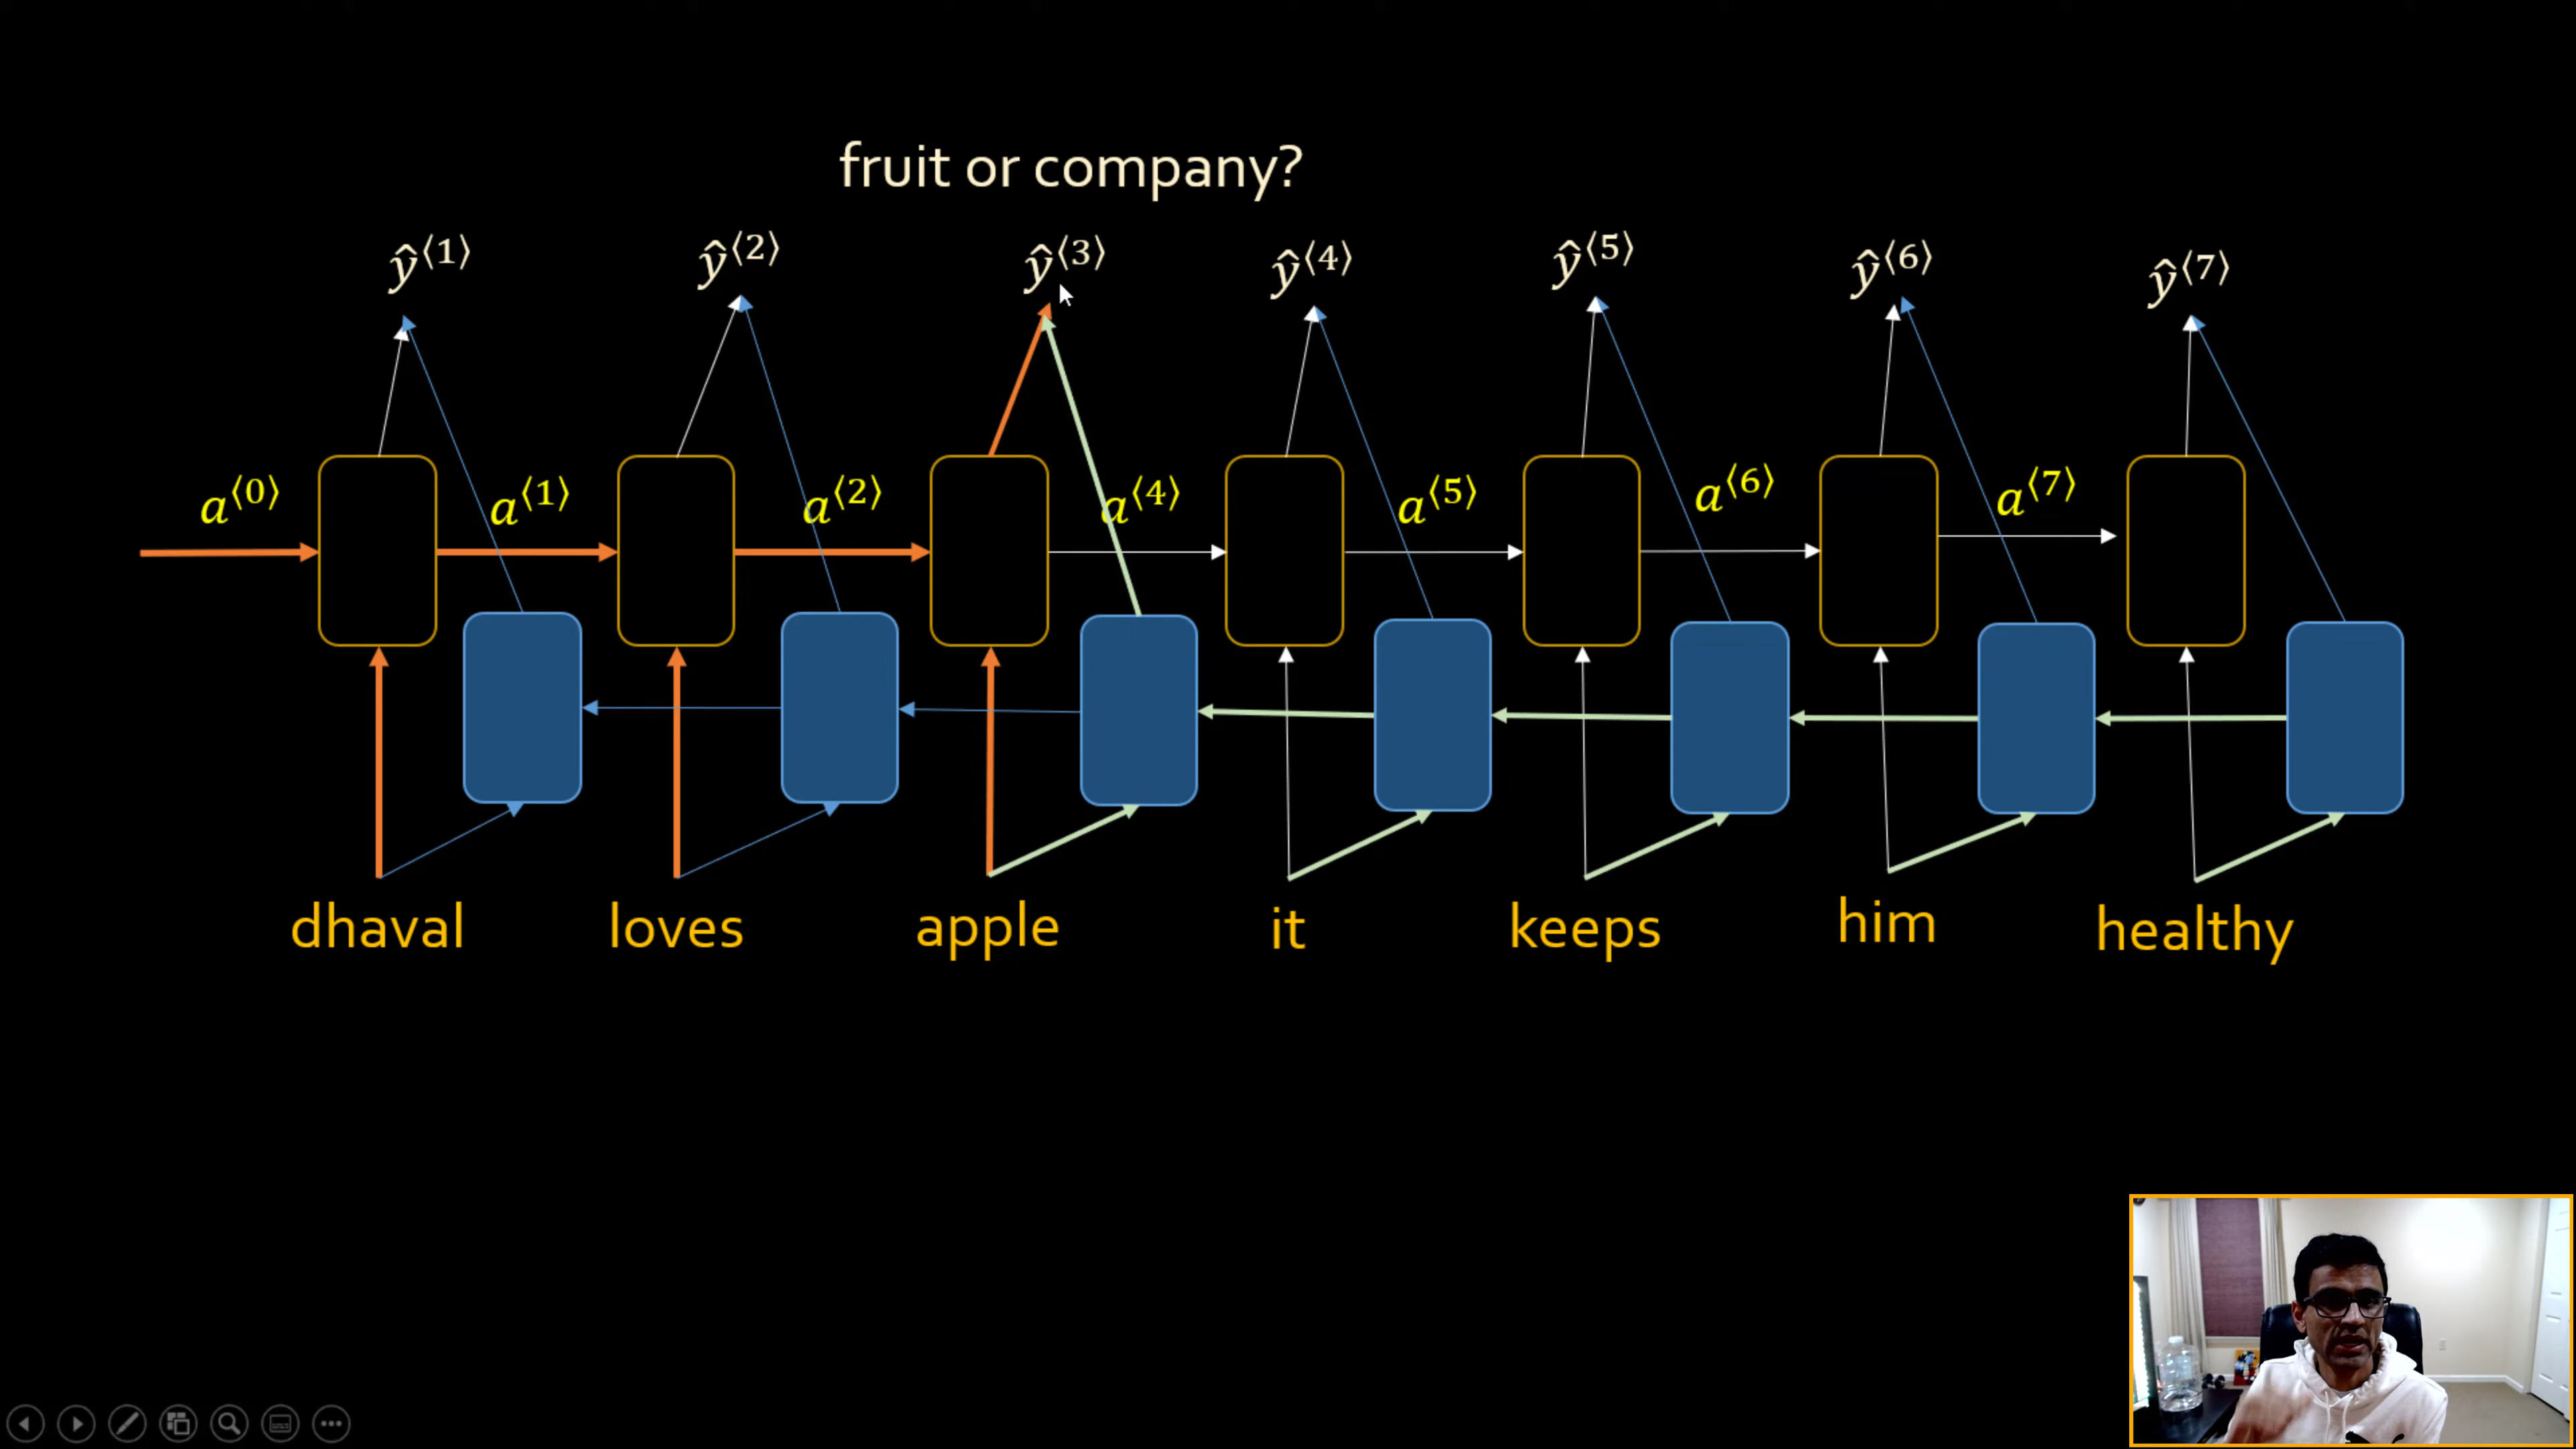 fruit or company?
ŷ⟨1⟩ ŷ⟨2⟩ ŷ⟨3⟩ ŷ⟨4⟩ ŷ⟨5⟩ ŷ⟨6⟩ ŷ⟨7⟩
a⟨0⟩ a⟨1⟩ a⟨2⟩ a⟨4⟩ a⟨5⟩ a⟨6⟩ a⟨7⟩
dhaval loves apple it keeps him healthy